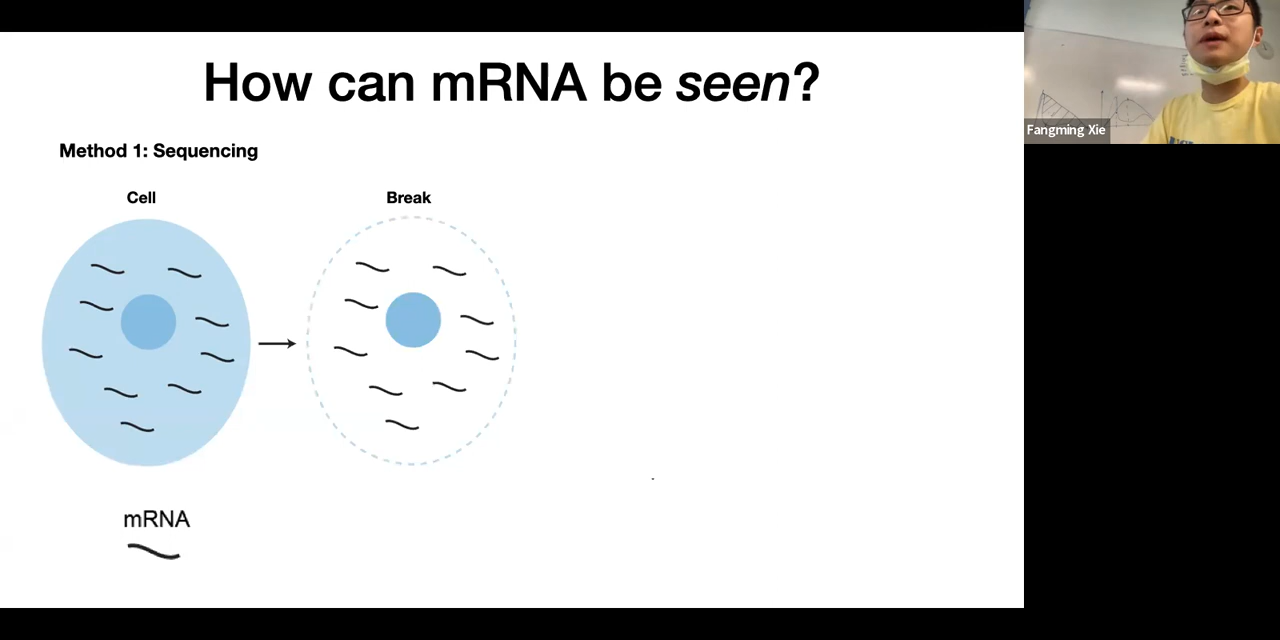 How can mRNA be seen?
Method 1: Sequencing
Cell
Break
mRNA
Fangming Xie